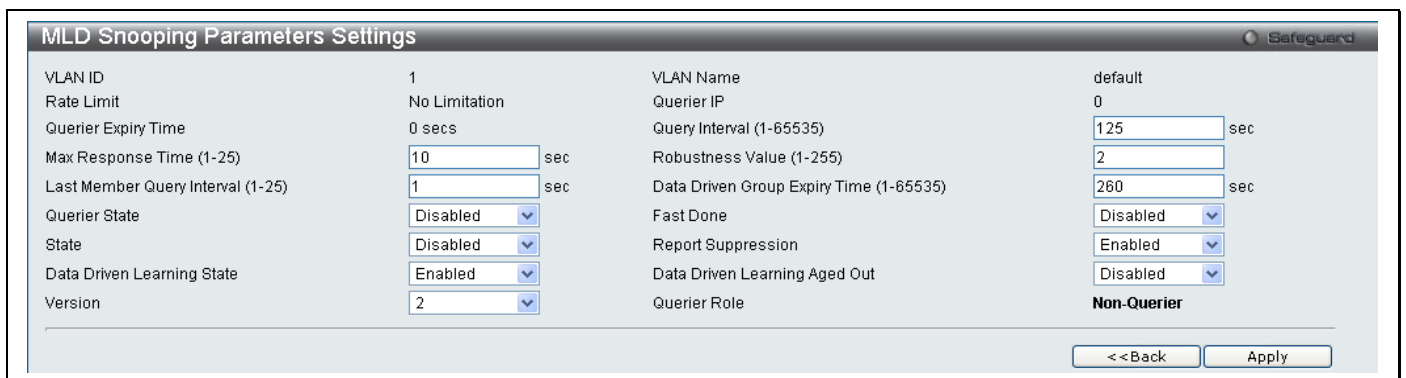 MLD Snooping Parameters Settings Safeguard
VLAN ID 1 VLAN Name default
Rate Limit No Limitation Querier IP 0
Querier Expiry Time 0 secs Query Interval (1-65535) 125 sec
Max Response Time (1-25) 10 sec Robustness Value (1-255) 2
Last Member Query Interval (1-25) 1 sec Data Driven Group Expiry Time (1-65535) 260 sec
Querier State Disabled Fast Done Disabled
State Disabled Report Suppression Enabled
Data Driven Learning State Enabled Data Driven Learning Aged Out Disabled
Version 2 Querier Role Non-Querier
<<Back Apply